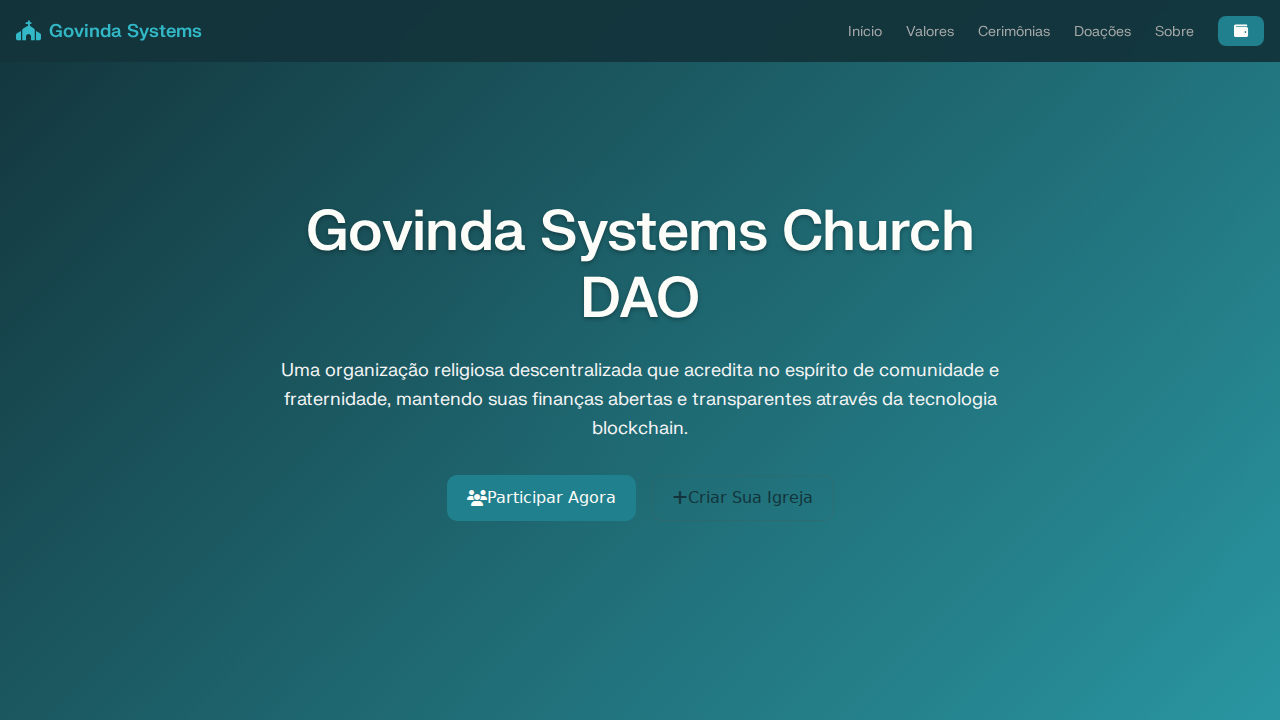 Govinda Systems
Início
Valores
Cerimônias
Doações
Sobre
Govinda Systems Church
DAO
Uma organização religiosa descentralizada que acredita no espírito de comunidade e
fraternidade, mantendo suas finanças abertas e transparentes através da tecnologia
blockchain.
Participar Agora
Criar Sua Igreja